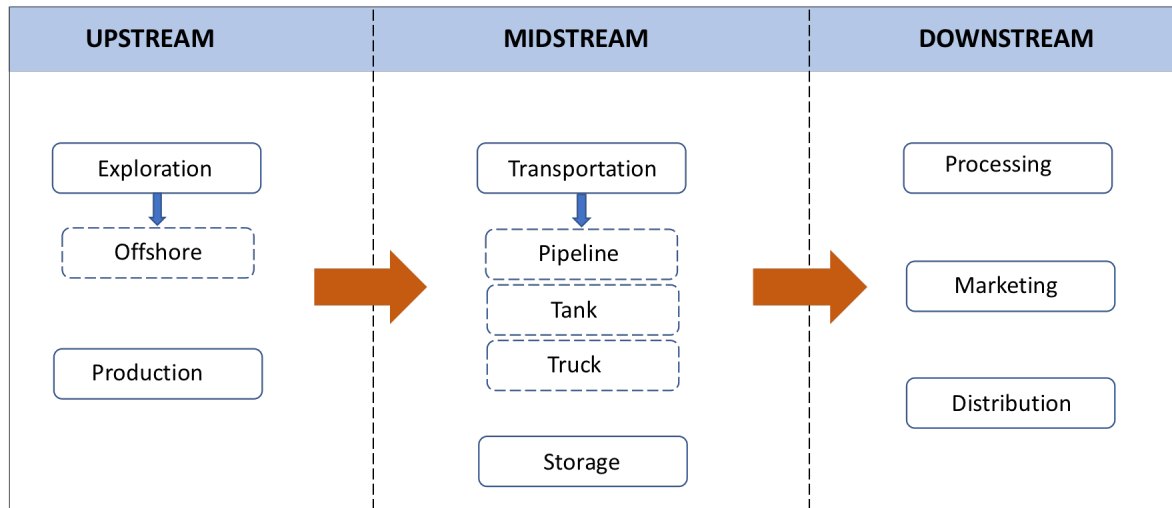 UPSTREAM
MIDSTREAM
DOWNSTREAM
Exploration
Offshore
Production
Transportation
Pipeline
Tank
Truck
Storage
Processing
Marketing
Distribution